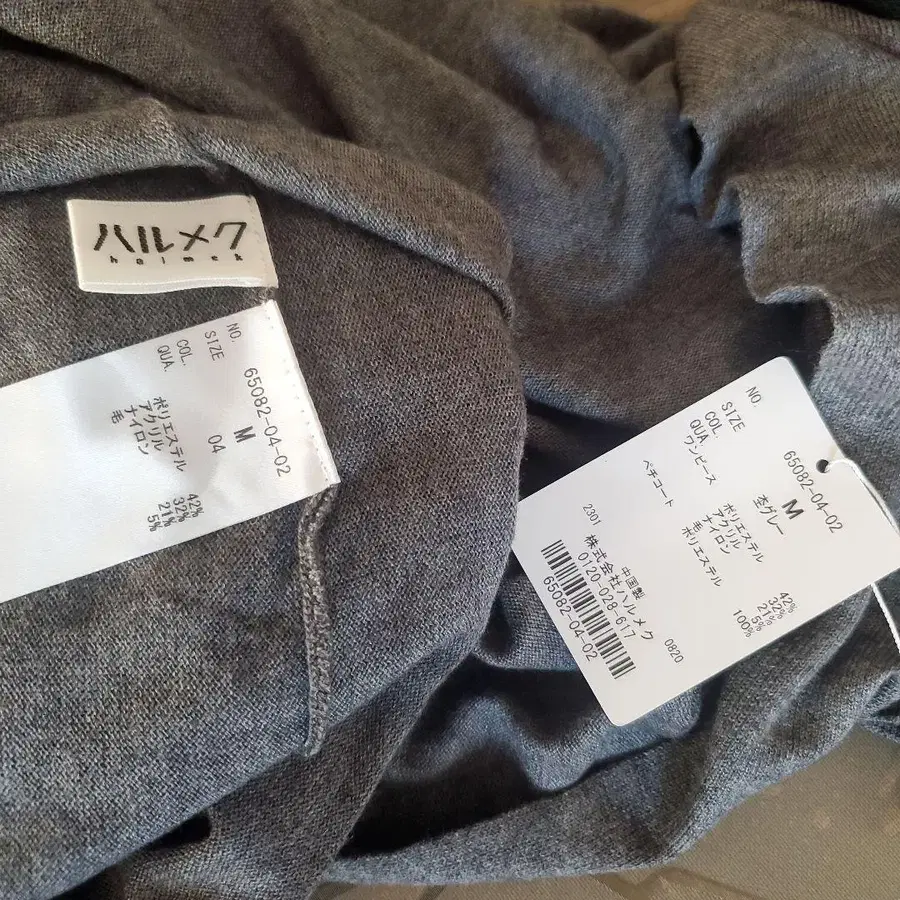 ハルメク
halmek
NO. 65082-04-02
SIZE M
COL. 04
QUA.
ポリエステル 42%
アクリル 32%
ナイロン 21%
毛 5%
NO. 65082-04-02
SIZE M
COL. 杢グレー
QUA.
ワンピース ポリエステル 42%
アクリル 32%
ナイロン 21%
毛 5%
ペチコート ポリエステル 100%
中国製
2301 株式会社ハルメク 0820
0120-028-617
65082-04-02